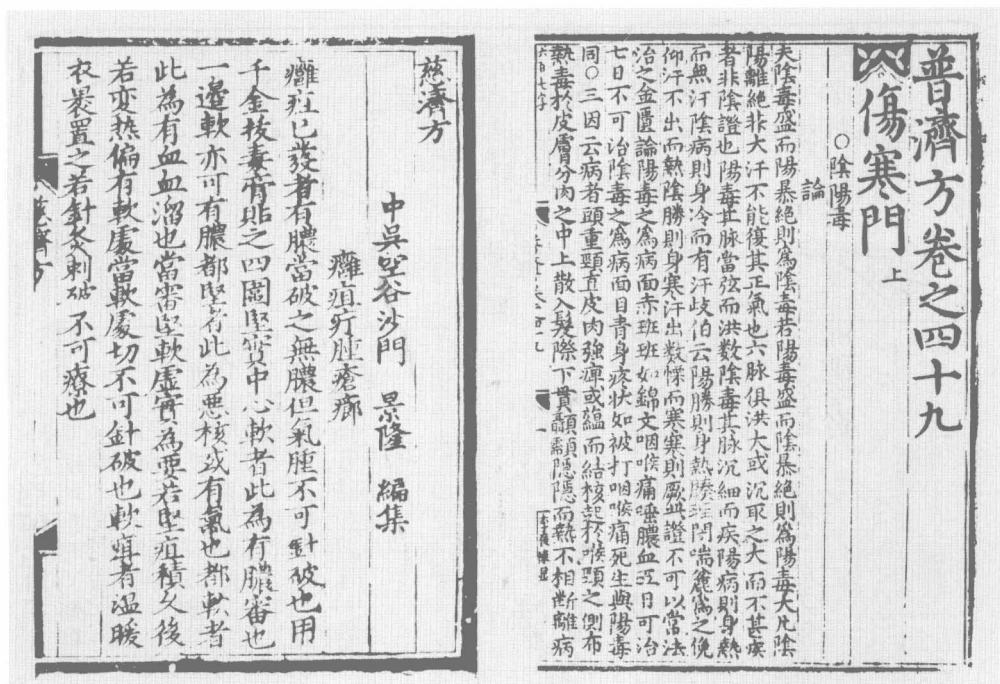 普濟方卷之四十九
傷寒門 上
○陰陽毒
論
夫陰毒盛而陽暴絕則為陰毒若陽毒盛而陰暴絕則為陽毒大凡陰
陽離絕非大汗不能復其正氣也六脉俱洪大或沉取之大而不甚疾
者非陰證也陽毒其脉當弦而洪数陰毒其脉沉細而疾陽病則身熱
而無汗陰病則身冷而有汗歧伯云陽勝則身熱腠理閉喘麄為之俛
仰汗不出而熱陰勝則身寒汗出数慄而寒寒則厥此證不可以當法
治之金匱論陽毒之為病面赤班班如錦文咽喉痛唾膿血五日可治
七日不可治陰毒之為病面目青身疼狀如被打咽喉痛死生與陽毒
同○三因云病者頭重頸直皮肉強痺或蘊而結核起於喉頸之側布
熱毒於皮膚分肉之中上散入髮際下貫顳顬隱隱而熱不相斷離病
慈濟方
中吳空谷沙門 景隆 編集
癰疽疔腫瘡癤
癰疽已發者有膿當破之無膿但氣腫不可針破也用
千金拔毒膏貼之四圍堅實中心軟者此為有膿審也
一邊軟亦可有膿都堅者此為惡核或有氣也都軟者
此為有血血溜也當審堅軟虛實為要若堅疽積久後
若变热偏有軟處當軟處切不可針破也軟疽者温暖
衣褁置之若針灸刺破不可療也